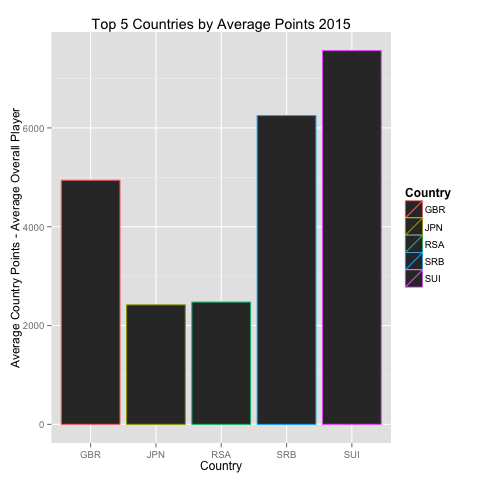 Top 5 Countries by Average Points 2015
Average Country Points - Average Overall Player
6000
4000
2000
0
GBR JPN RSA SRB SUI
Country
Country
GBR
JPN
RSA
SRB
SUI